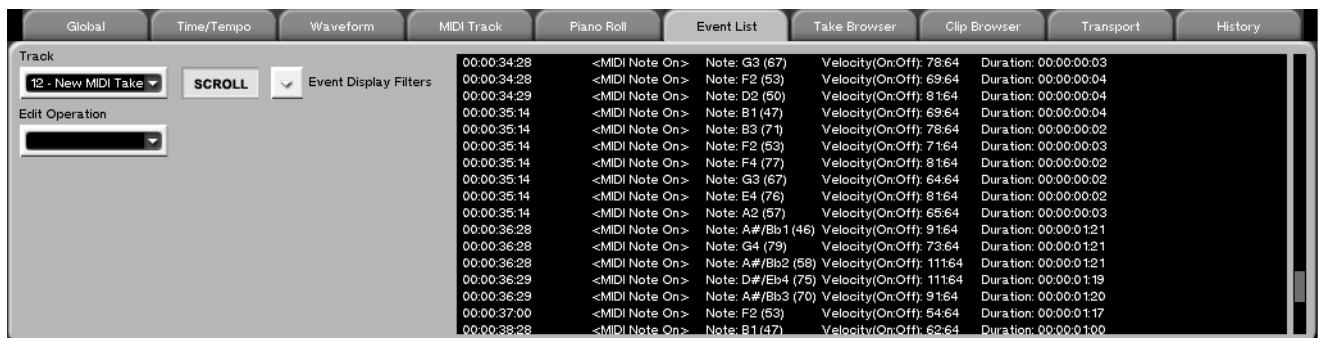 Global Time/Tempo Waveform MIDI Track Piano Roll Event List Take Browser Clip Browser Transport History
Track
12 - New MIDI Take SCROLL Event Display Filters
Edit Operation
00:00:34:28 <MIDI Note On> Note: G3 (67) Velocity(On:Off): 78:64 Duration: 00:00:00:03
00:00:34:28 <MIDI Note On> Note: F2 (53) Velocity(On:Off): 69:64 Duration: 00:00:00:04
00:00:34:29 <MIDI Note On> Note: D2 (50) Velocity(On:Off): 81:64 Duration: 00:00:00:04
00:00:35:14 <MIDI Note On> Note: B1 (47) Velocity(On:Off): 69:64 Duration: 00:00:00:04
00:00:35:14 <MIDI Note On> Note: B3 (71) Velocity(On:Off): 78:64 Duration: 00:00:00:02
00:00:35:14 <MIDI Note On> Note: F2 (53) Velocity(On:Off): 71:64 Duration: 00:00:00:03
00:00:35:14 <MIDI Note On> Note: F4 (77) Velocity(On:Off): 81:64 Duration: 00:00:00:02
00:00:35:14 <MIDI Note On> Note: G3 (67) Velocity(On:Off): 64:64 Duration: 00:00:00:02
00:00:35:14 <MIDI Note On> Note: E4 (76) Velocity(On:Off): 81:64 Duration: 00:00:00:02
00:00:35:14 <MIDI Note On> Note: A2 (57) Velocity(On:Off): 65:64 Duration: 00:00:00:03
00:00:36:28 <MIDI Note On> Note: A#/Bb1 (46) Velocity(On:Off): 91:64 Duration: 00:00:01:21
00:00:36:28 <MIDI Note On> Note: G4 (79) Velocity(On:Off): 73:64 Duration: 00:00:01:21
00:00:36:28 <MIDI Note On> Note: A#/Bb2 (58) Velocity(On:Off): 111:64 Duration: 00:00:01:21
00:00:36:29 <MIDI Note On> Note: D#/Eb4 (75) Velocity(On:Off): 111:64 Duration: 00:00:01:19
00:00:36:29 <MIDI Note On> Note: A#/Bb3 (70) Velocity(On:Off): 91:64 Duration: 00:00:01:20
00:00:37:00 <MIDI Note On> Note: F2 (53) Velocity(On:Off): 54:64 Duration: 00:00:01:17
00:00:38:28 <MIDI Note On> Note: B1 (47) Velocity(On:Off): 62:64 Duration: 00:00:01:00